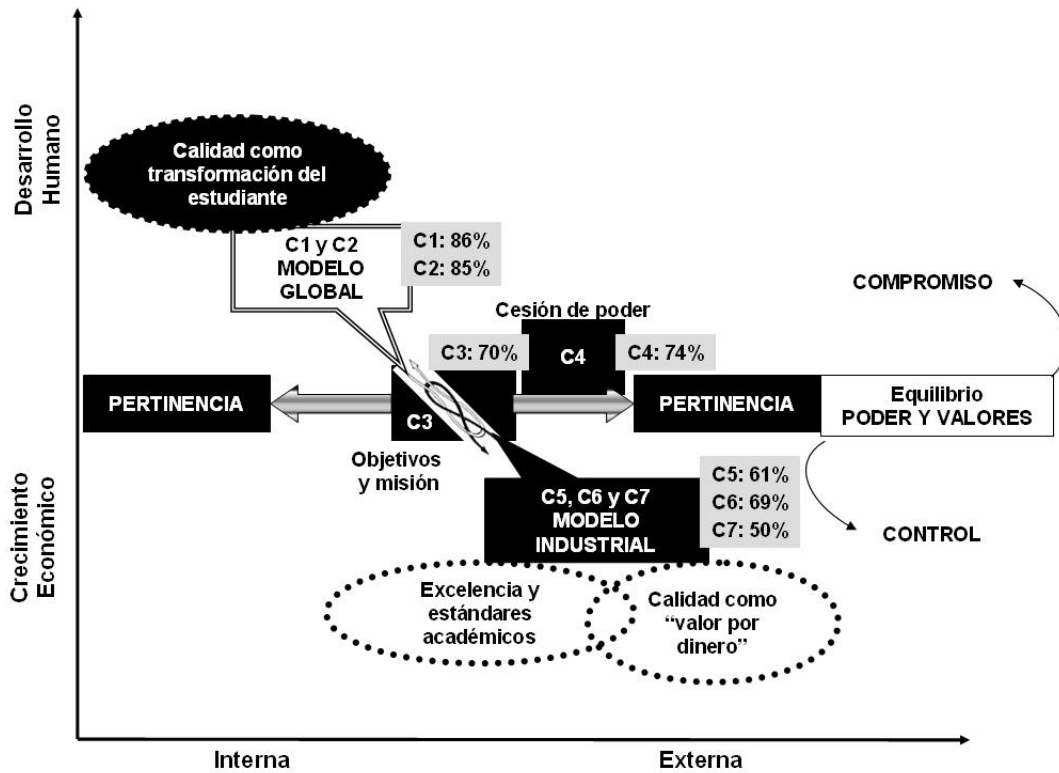 Desarrollo
Humano
Calidad como
transformación del
estudiante
C1 y C2
MODELO
GLOBAL
C1: 86%
C2: 85%
Cesión de poder
C3: 70%
C4
C4: 74%
COMPROMISO
PERTINENCIA
C3
PERTINENCIA
Equilibrio
PODER Y VALORES
Objetivos
y misión
Crecimiento
Económico
C5, C6 y C7
MODELO
INDUSTRIAL
C5: 61%
C6: 69%
C7: 50%
CONTROL
Excelencia y
estándares
académicos
Calidad como
“valor por
dinero”
Interna
Externa